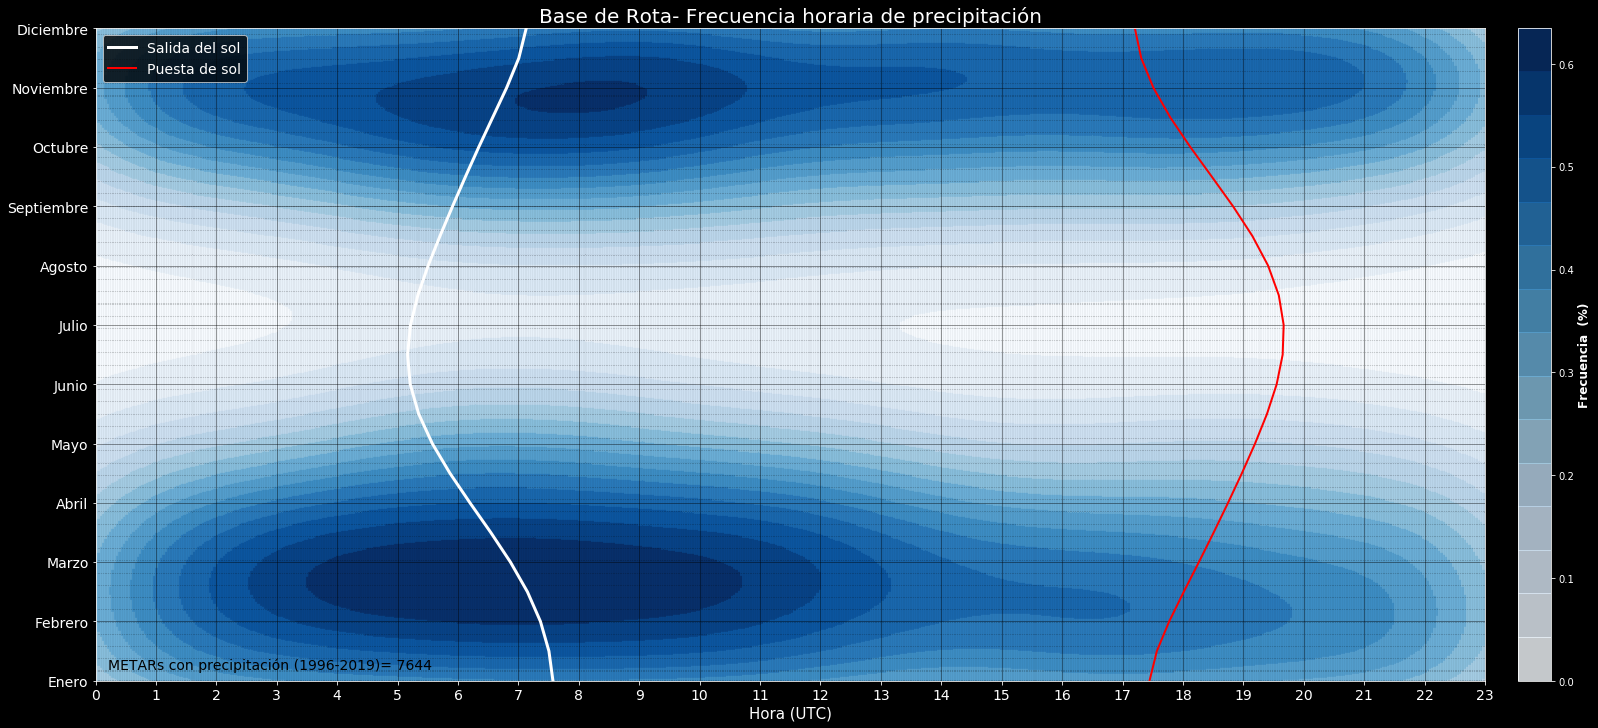 Base de Rota- Frecuencia horaria de precipitación
Salida del sol
Puesta de sol
Diciembre
Noviembre
Octubre
Septiembre
Agosto
Julio
Junio
Mayo
Abril
Marzo
Febrero
Enero
METARs con precipitación (1996-2019)= 7644
0 1 2 3 4 5 6 7 8 9 10 11 12 13 14 15 16 17 18 19 20 21 22 23
Hora (UTC)
0.6
0.5
0.4
0.3
0.2
0.1
0.0
Frecuencia (%)